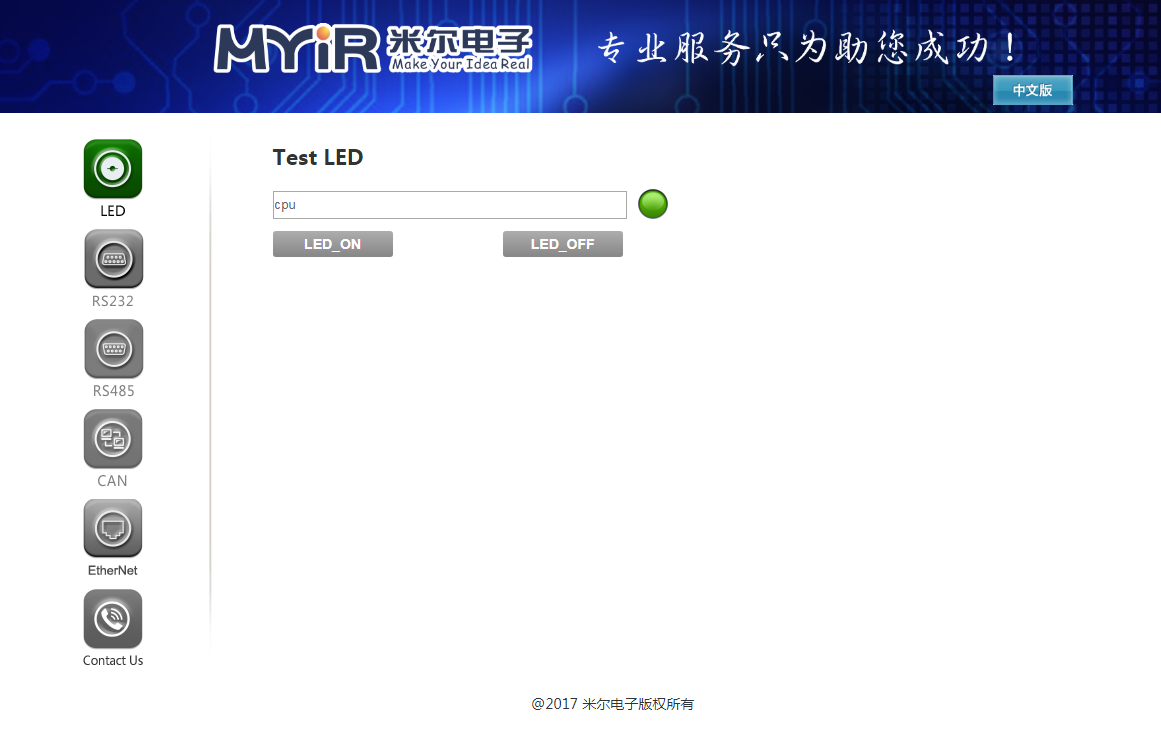 MYiR 米尔电子
Make Your Idea Real
专业服务只为助您成功！
中文版
LED
RS232
RS485
CAN
EtherNet
Contact Us
Test LED
cpu
LED_ON
LED_OFF
@2017 米尔电子版权所有